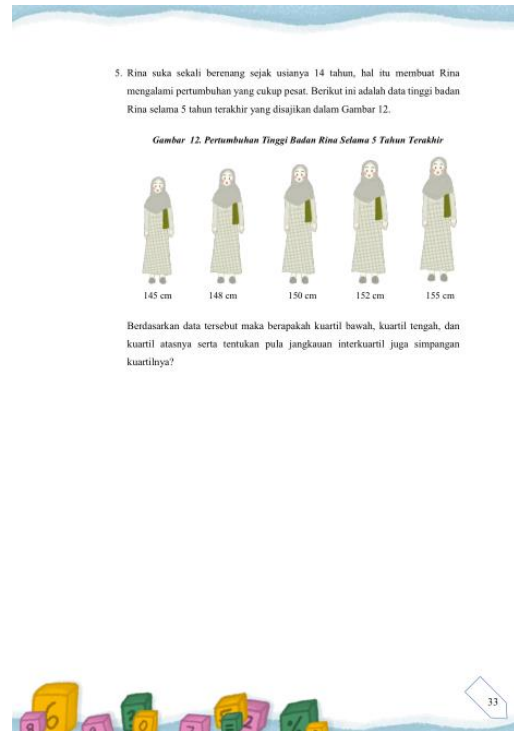 5. Rina suka sekali berenang sejak usianya 14 tahun, hal itu membuat Rina
mengalami pertumbuhan yang cukup pesat. Berikut ini adalah data tinggi badan
Rina selama 5 tahun terakhir yang disajikan dalam Gambar 12.
Gambar 12. Pertumbuhan Tinggi Badan Rina Selama 5 Tahun Terakhir
145 cm 148 cm 150 cm 152 cm 155 cm
Berdasarkan data tersebut maka berapakah kuartil bawah, kuartil tengah, dan
kuartil atasnya serta tentukan pula jangkauan interkuartil juga simpangan
kuartilnya?
33